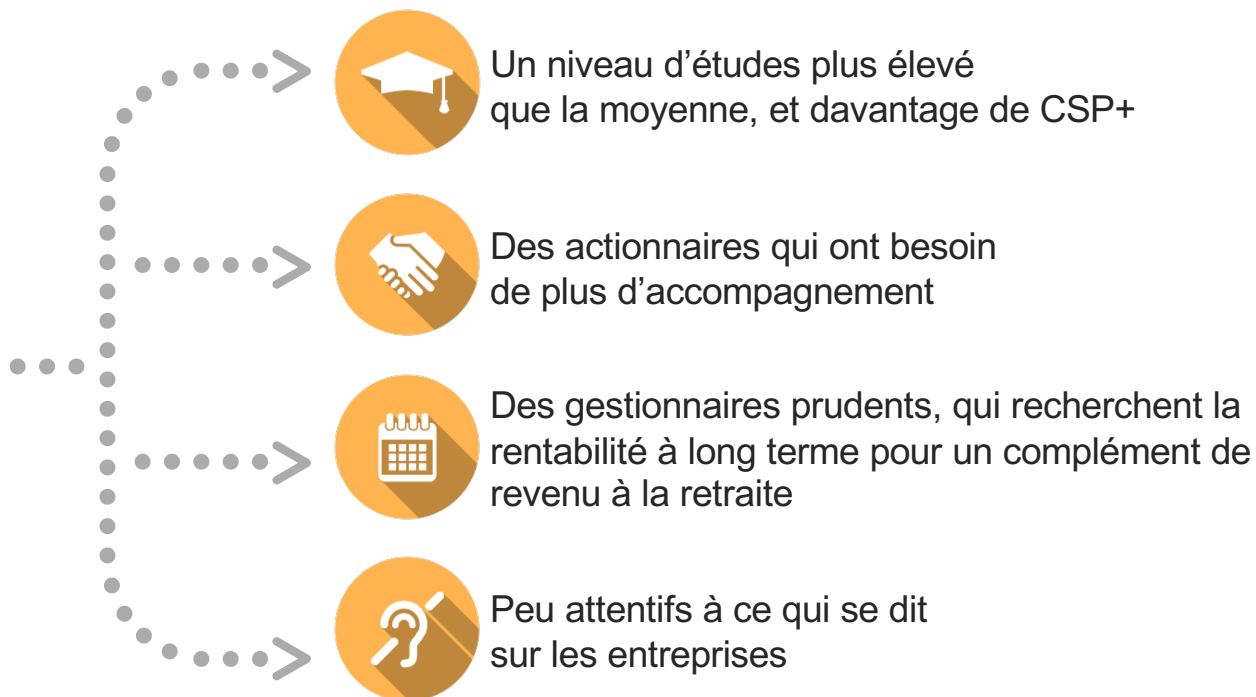 Un niveau d’études plus élevé
que la moyenne, et davantage de CSP+
Des actionnaires qui ont besoin
de plus d’accompagnement
Des gestionnaires prudents, qui recherchent la
rentabilité à long terme pour un complément de
revenu à la retraite
Peu attentifs à ce qui se dit
sur les entreprises